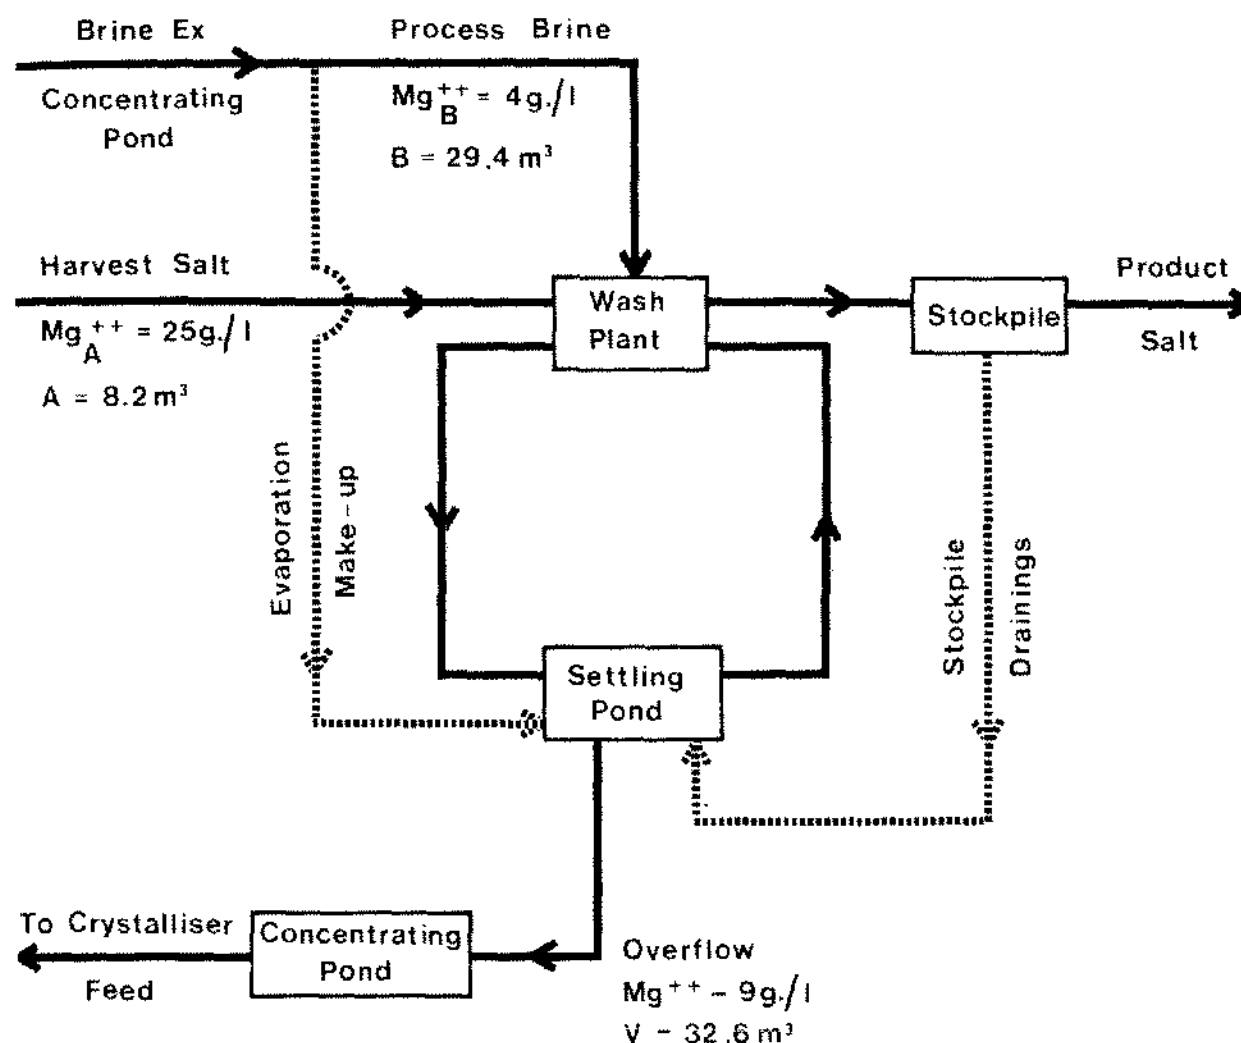 Brine Ex
Concentrating
Pond
Process Brine
Mg++B = 4g./l
B = 29.4 m³
Harvest Salt
Mg++A = 25g./l
A = 8.2 m³
Wash
Plant
Stockpile
Product
Salt
Evaporation
Make-up
Stockpile
Drainings
Settling
Pond
To Crystalliser
Feed
Concentrating
Pond
Overflow
Mg++ - 9g./l
V - 32.6 m³